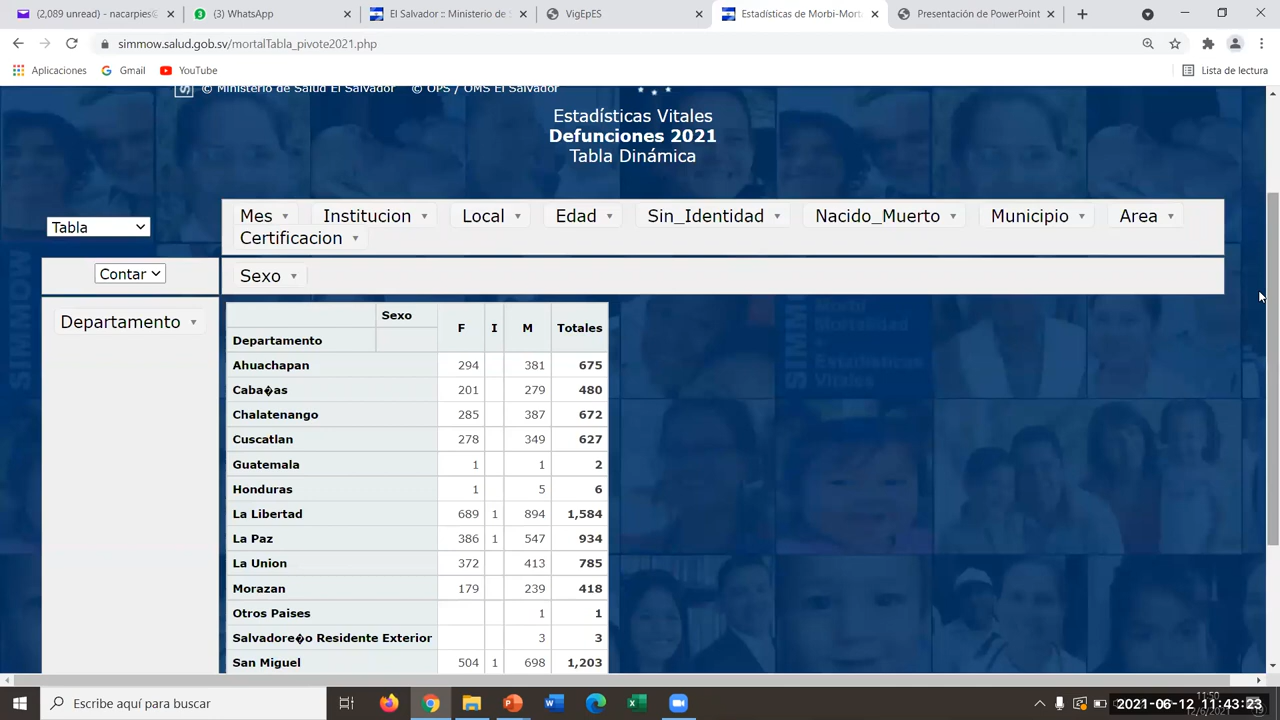 (2,089 unread) - nacarpies@
(3) WhatsApp
El Salvador :: Ministerio de S
VigEpES
Estadísticas de Morbi-Mort
Presentación de PowerPoint
simmow.salud.gob.sv/mortalTabla_pivote2021.php
Aplicaciones Gmail YouTube Lista de lectura
© Ministerio de Salud El Salvador © OPS / OMS El Salvador
Estadísticas Vitales
Defunciones 2021
Tabla Dinámica
Tabla
Mes Institucion Local Edad Sin_Identidad Nacido_Muerto Municipio Area
Certificacion
Contar
Sexo
Departamento
Sexo F I M Totales
Departamento
Ahuachapan 294 381 675
Caba�as 201 279 480
Chalatenango 285 387 672
Cuscatlan 278 349 627
Guatemala 1 1 2
Honduras 1 5 6
La Libertad 689 1 894 1,584
La Paz 386 1 547 934
La Union 372 413 785
Morazan 179 239 418
Otros Paises 1 1
Salvadore�o Residente Exterior 3 3
San Miguel 504 1 698 1,203
Escribe aquí para buscar
11:50
2021-06-12 11:43:23